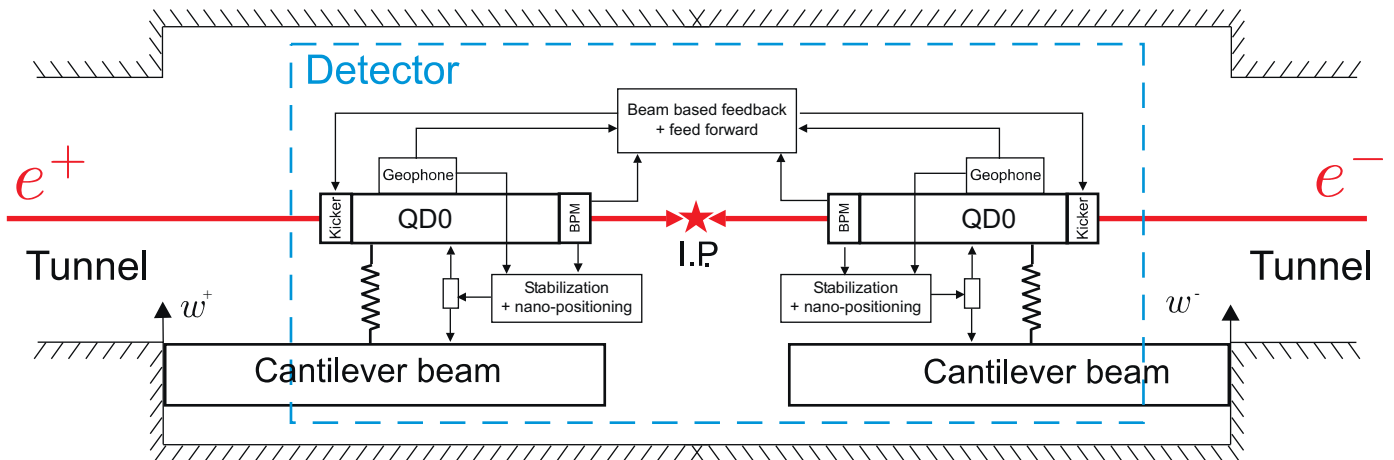 Detector
Beam based feedback
+ feed forward
e+
e−
Geophone
Geophone
Kicker
QD0
BPM
I.P.
BPM
QD0
Kicker
Tunnel
Tunnel
Stabilization
+ nano-positioning
Stabilization
+ nano-positioning
w+
w-
Cantilever beam
Cantilever beam